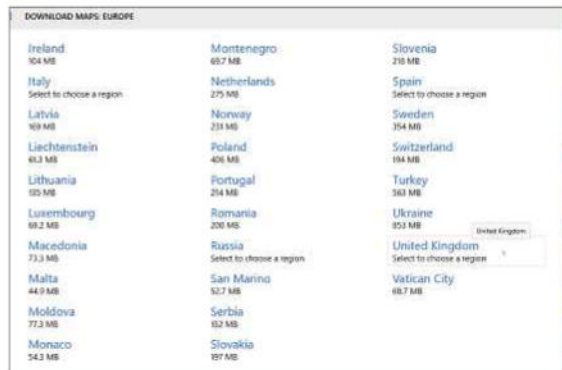 DOWNLOAD MAPS: EUROPE
Ireland
104 MB
Italy
Select to choose a region
Latvia
169 MB
Liechtenstein
61.3 MB
Lithuania
135 MB
Luxembourg
69.2 MB
Macedonia
73.3 MB
Malta
44.9 MB
Moldova
77.3 MB
Monaco
54.3 MB
Montenegro
69.7 MB
Netherlands
275 MB
Norway
231 MB
Poland
406 MB
Portugal
214 MB
Romania
200 MB
Russia
Select to choose a region
San Marino
52.7 MB
Serbia
152 MB
Slovakia
197 MB
Slovenia
218 MB
Spain
Select to choose a region
Sweden
354 MB
Switzerland
194 MB
Turkey
563 MB
Ukraine
853 MB
United Kingdom
United Kingdom
Select to choose a region
Vatican City
68.7 MB